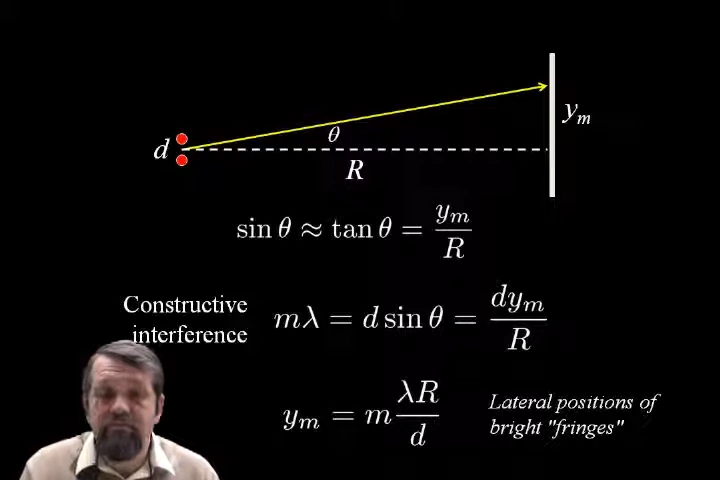 y_m
θ
d
R
sin θ ≈ tan θ = y_m/R
Constructive
interference
mλ = d sin θ = dy_m/R
y_m = m λR/d
Lateral positions of
bright "fringes"